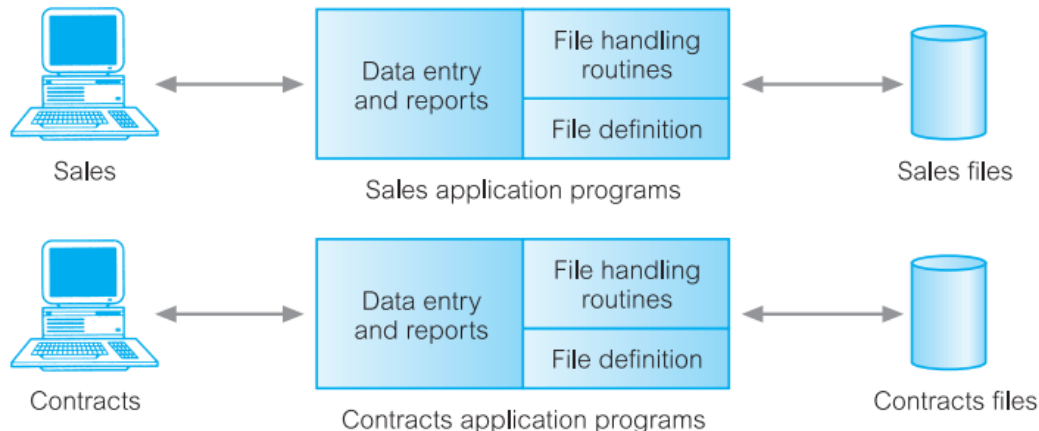 Data entry
and reports
File handling
routines
File definition
Sales
Sales application programs
Sales files
Data entry
and reports
File handling
routines
File definition
Contracts
Contracts application programs
Contracts files